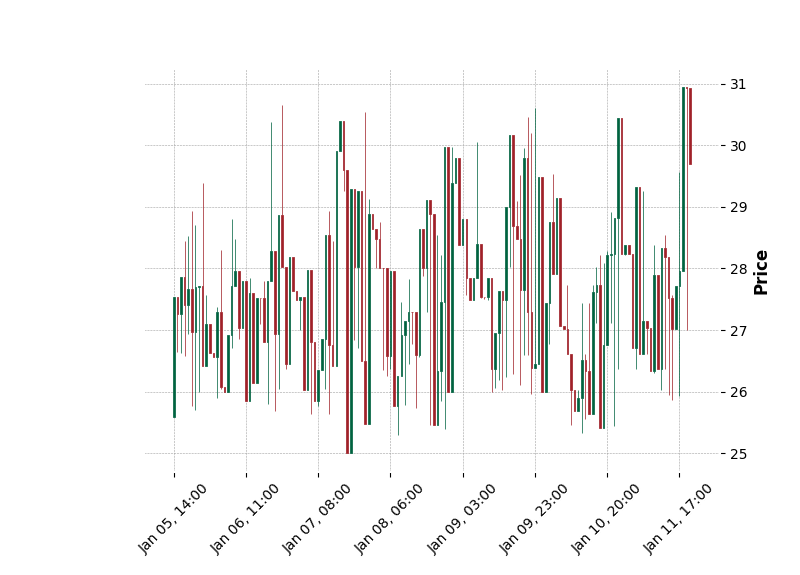 31
30
29
28
27
26
25
Price
Jan 05, 14:00
Jan 06, 11:00
Jan 07, 08:00
Jan 08, 06:00
Jan 09, 03:00
Jan 09, 23:00
Jan 10, 20:00
Jan 11, 17:00